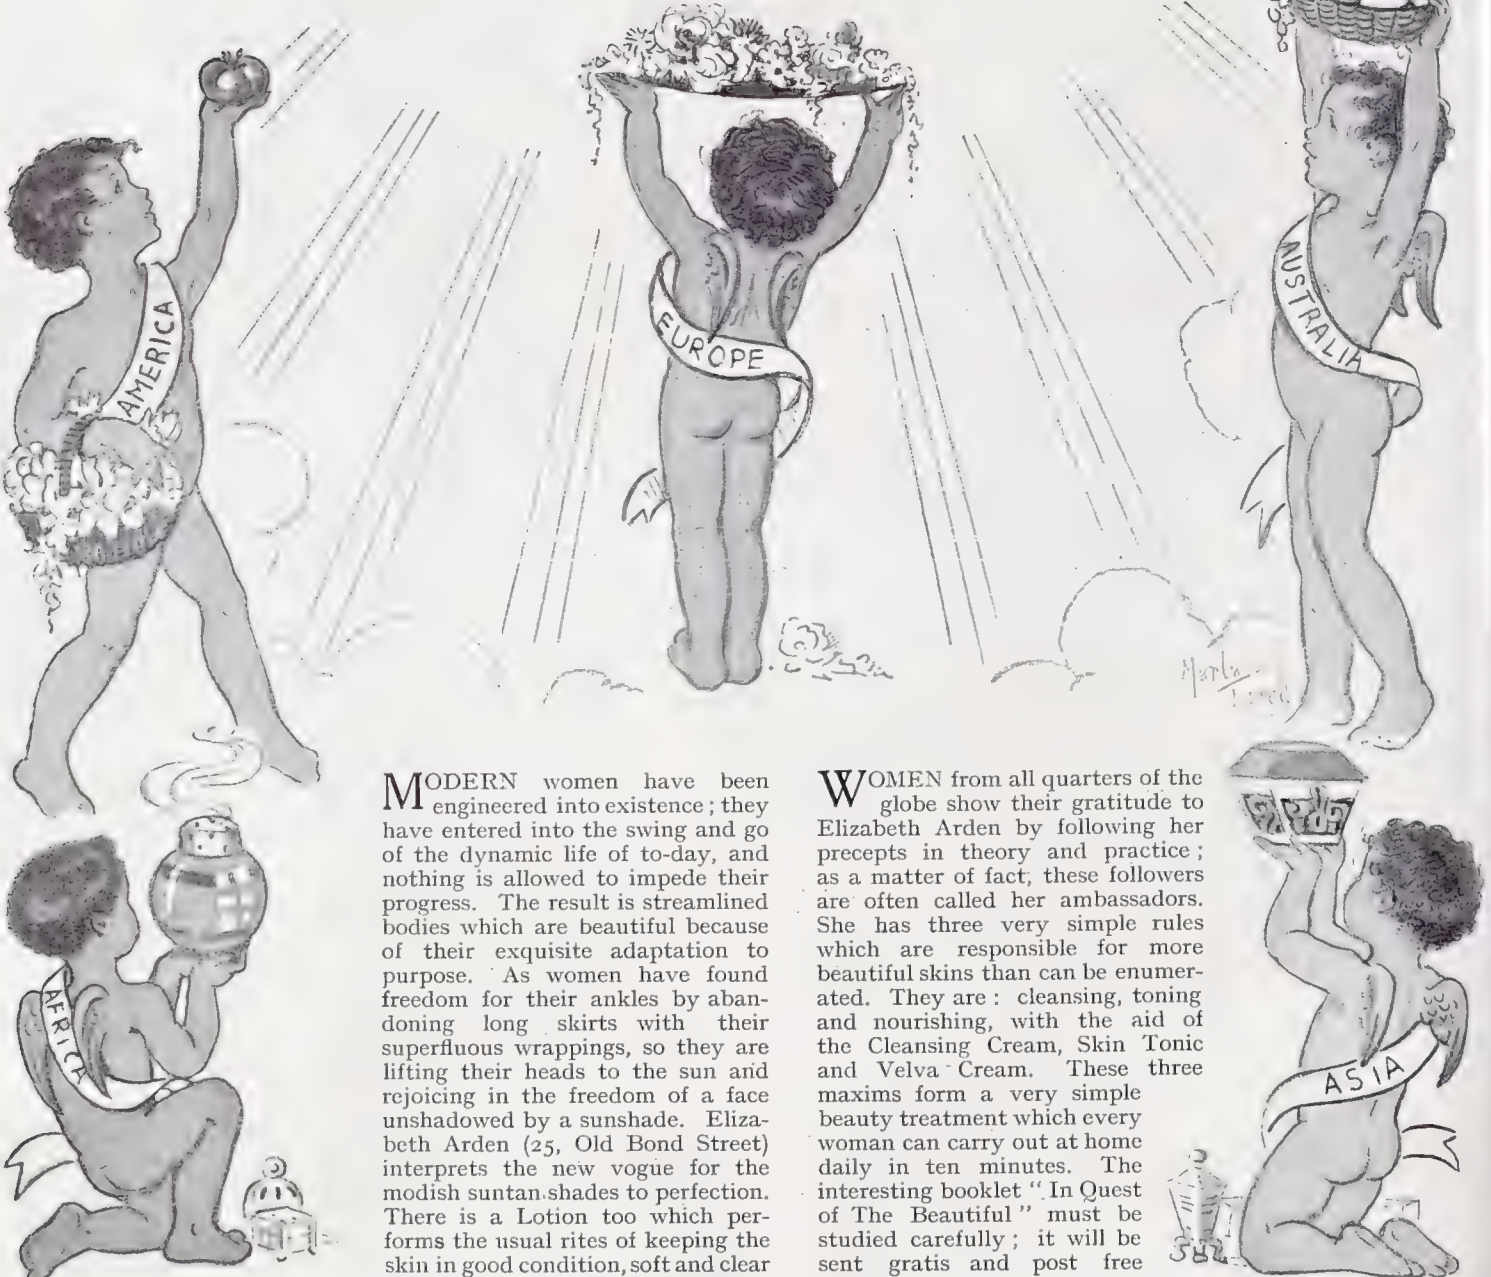 AMERICA
EUROPE
AUSTRALIA
AFRICA
ASIA
MODERN women have been
engineered into existence; they
have entered into the swing and go
of the dynamic life of to-day, and
nothing is allowed to impede their
progress. The result is streamlined
bodies which are beautiful because
of their exquisite adaptation to
purpose. As women have found
freedom for their ankles by aban-
doning long skirts with their
superfluous wrappings, so they are
lifting their heads to the sun and
rejoicing in the freedom of a face
unshadowed by a sunshade. Eliza-
beth Arden (25, Old Bond Street)
interprets the new vogue for the
modish suntan shades to perfection.
There is a Lotion too which per-
forms the usual rites of keeping the
skin in good condition, soft and clear
WOMEN from all quarters of the
globe show their gratitude to
Elizabeth Arden by following her
precepts in theory and practice;
as a matter of fact, these followers
are often called her ambassadors.
She has three very simple rules
which are responsible for more
beautiful skins than can be enumer-
ated. They are: cleansing, toning
and nourishing, with the aid of
the Cleansing Cream, Skin Tonic
and Velva Cream. These three
maxims form a very simple
beauty treatment which every
woman can carry out at home
daily in ten minutes. The
interesting booklet "In Quest
of The Beautiful" must be
studied carefully; it will be
sent gratis and post free